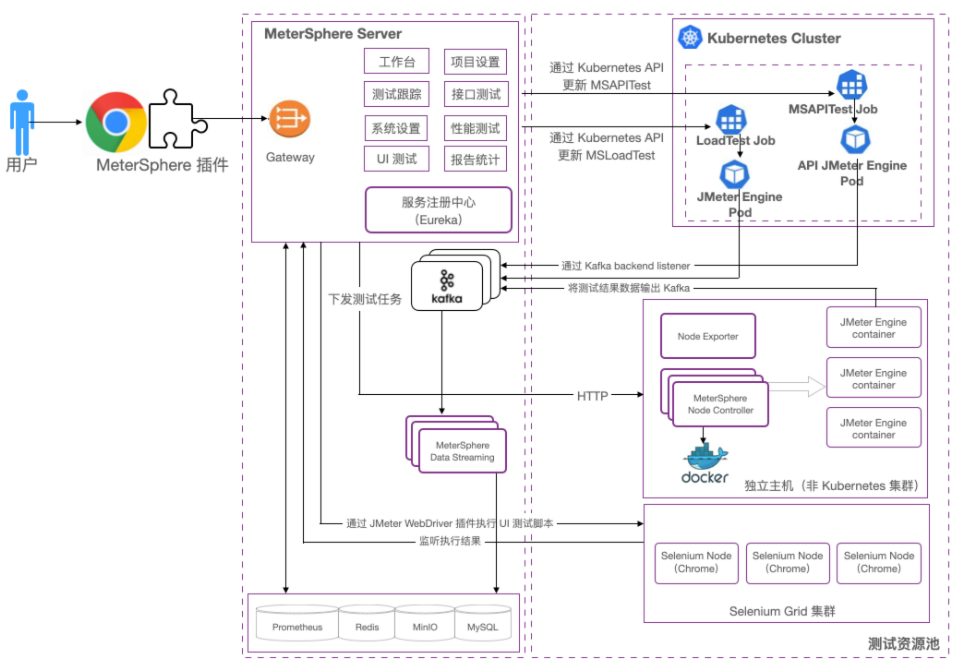 用户
MeterSphere 插件
MeterSphere Server
Gateway
工作台
项目设置
测试跟踪
接口测试
系统设置
性能测试
UI 测试
报告统计
服务注册中心
（Eureka）
通过 Kubernetes API
更新 MSAPITest
通过 Kubernetes API
更新 MSLoadTest
Kubernetes Cluster
MSAPITest Job
LoadTest Job
API JMeter Engine
Pod
JMeter Engine
Pod
通过 Kafka backend listener
将测试结果数据输出 Kafka
kafka
下发测试任务
HTTP
MeterSphere
Data Streaming
Node Exporter
MeterSphere
Node Controller
docker
JMeter Engine
container
JMeter Engine
container
JMeter Engine
container
独立主机（非 Kubernetes 集群）
通过 JMeter WebDriver 插件执行 UI 测试脚本
监听执行结果
Selenium Node
（Chrome）
Selenium Node
（Chrome）
Selenium Node
（Chrome）
Selenium Grid 集群
Prometheus
Redis
MinIO
MySQL
测试资源池